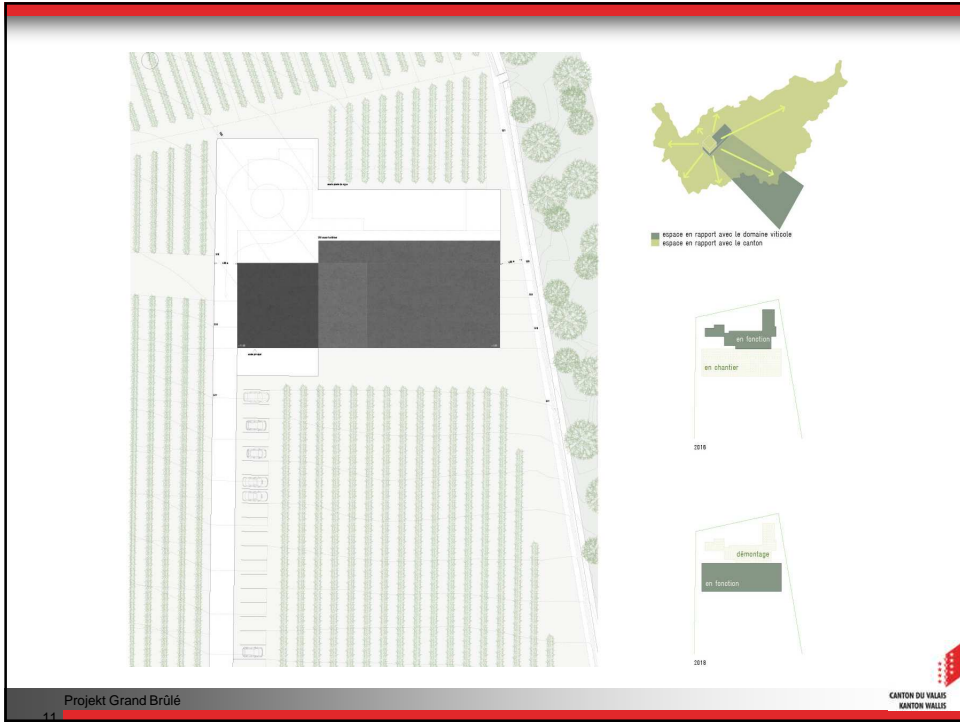 espace en rapport avec le domaine viticole
espace en rapport avec le canton
en fonction
en chantier
2016
démontage
en fonction
2018
Projekt Grand Brûlé
11
CANTON DU VALAIS
KANTON WALLIS